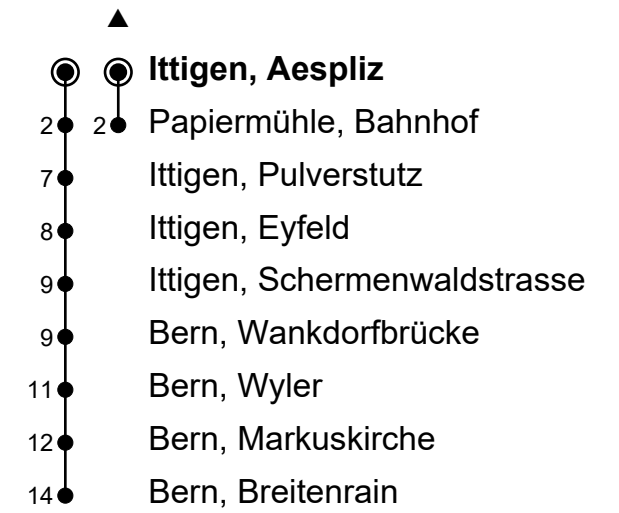 ▲
Ittigen, Aespliz
2 2 Papiermühle, Bahnhof
7 Ittigen, Pulverstutz
8 Ittigen, Eyfeld
9 Ittigen, Schermenwaldstrasse
9 Bern, Wankdorfbrücke
11 Bern, Wyler
12 Bern, Markuskirche
14 Bern, Breitenrain